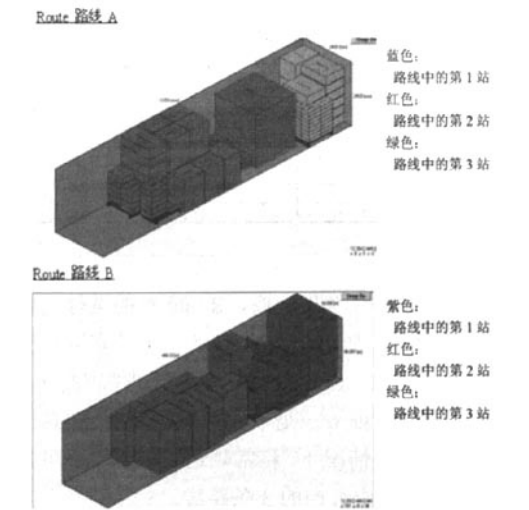 Route 路线 A
蓝色:
路线中的第 1 站
红色:
路线中的第 2 站
绿色:
路线中的第 3 站
Route 路线 B
紫色:
路线中的第 1 站
红色:
路线中的第 2 站
绿色:
路线中的第 3 站